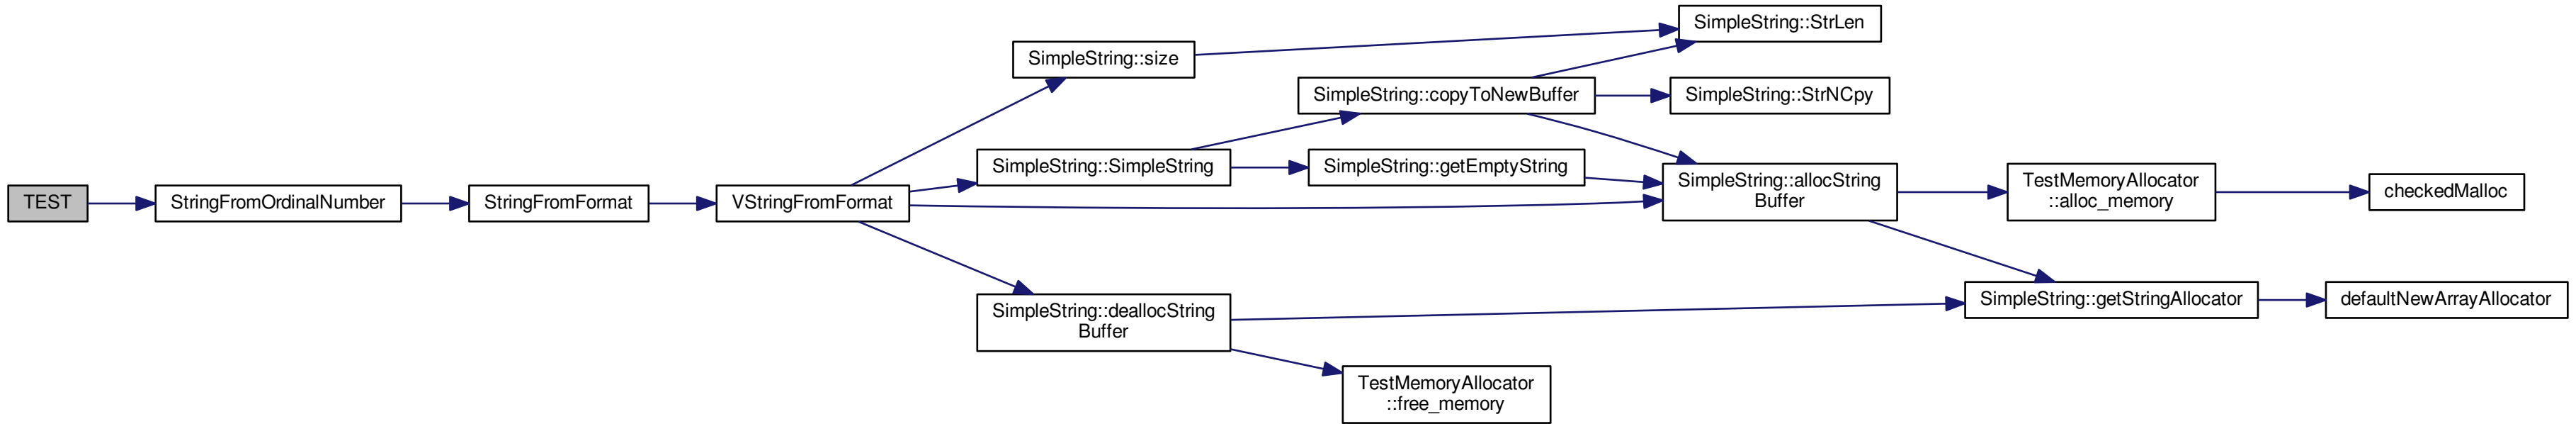 TEST
StringFromOrdinalNumber
StringFromFormat
VStringFromFormat
SimpleString::size
SimpleString::SimpleString
SimpleString::deallocString
Buffer
SimpleString::copyToNewBuffer
SimpleString::getEmptyString
TestMemoryAllocator
::free_memory
SimpleString::StrLen
SimpleString::StrNCpy
SimpleString::allocString
Buffer
TestMemoryAllocator
::alloc_memory
SimpleString::getStringAllocator
checkedMalloc
defaultNewArrayAllocator